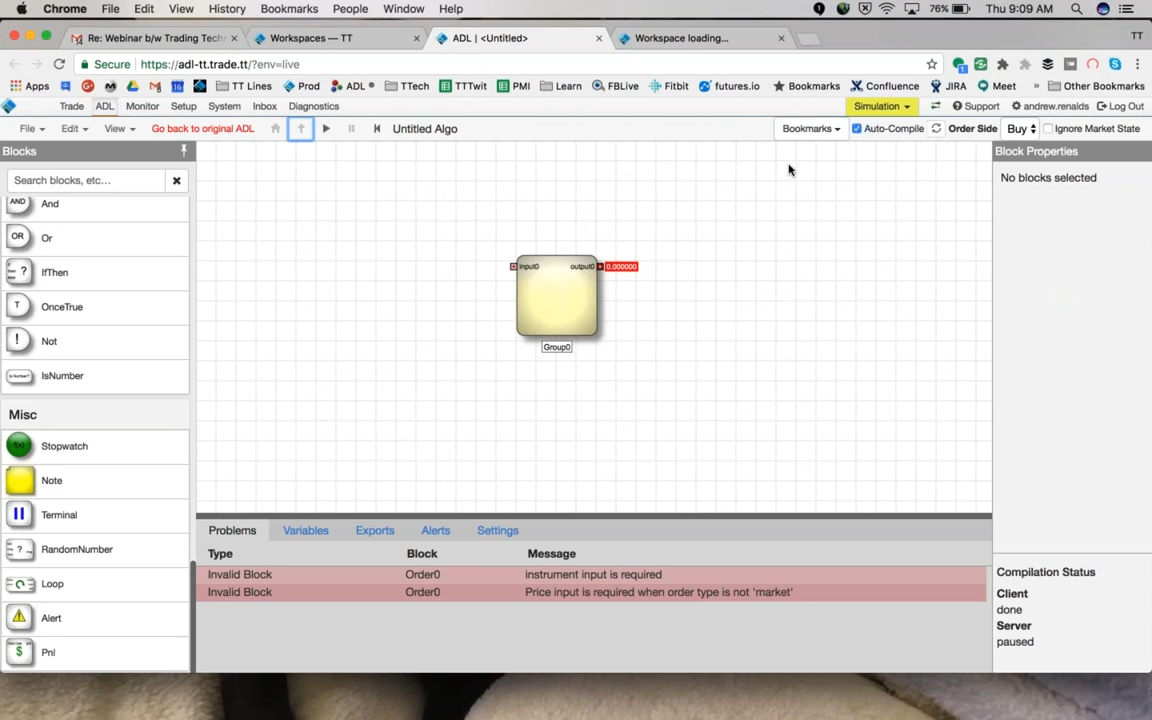 Chrome File Edit View History Bookmarks People Window Help 76% Thu 9:09 AM
Re: Webinar b/w Trading Techn Workspaces — TT ADL | <Untitled> Workspace loading... TT
Secure https://adl-tt.trade.tt/?env=live
Apps TT Lines Prod ADL TTech TTTwit PMI Learn FBLive Fitbit futures.io Bookmarks Confluence JIRA Meet » Other Bookmarks
Trade ADL Monitor Setup System Inbox Diagnostics Simulation Support andrew.renalds Log Out
File Edit View Go back to original ADL Untitled Algo Bookmarks Auto-Compile Order Side Buy Ignore Market State
Blocks
Block Properties
Search blocks, etc...
No blocks selected
AND And
OR Or
if then else ? IfThen
T OnceTrue
! Not
Is Number? IsNumber
Misc
f(x) Stopwatch
Note
Terminal
? RandomNumber
Loop
Alert
$ Pnl
input0 output0 0.000000
Group0
Problems Variables Exports Alerts Settings
Type Block Message
Invalid Block Order0 instrument input is required
Invalid Block Order0 Price input is required when order type is not 'market'
Compilation Status
Client
done
Server
paused